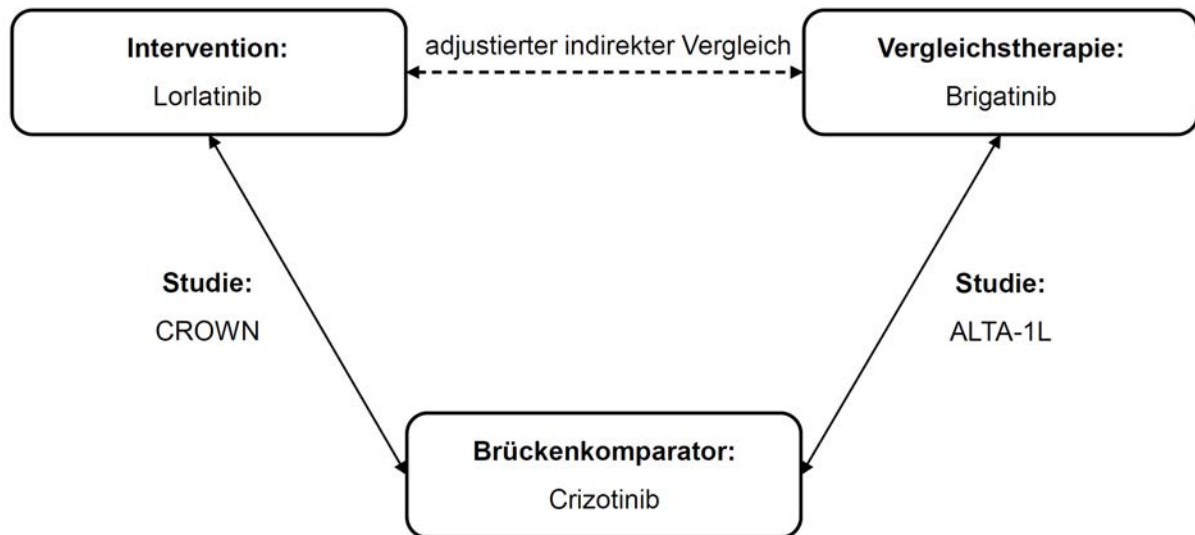 Intervention:
Lorlatinib
adjustierter indirekter Vergleich
Vergleichstherapie:
Brigatinib
Studie:
CROWN
Studie:
ALTA-1L
Brückenkomparator:
Crizotinib